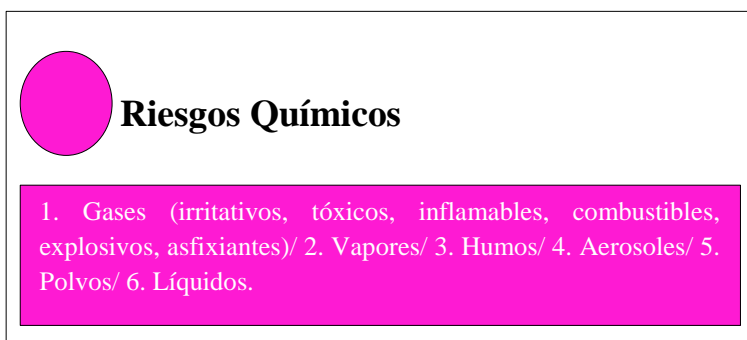 Riesgos Químicos
1. Gases (irritativos, tóxicos, inflamables, combustibles,
explosivos, asfixiantes)/ 2. Vapores/ 3. Humos/ 4. Aerosoles/ 5.
Polvos/ 6. Líquidos.